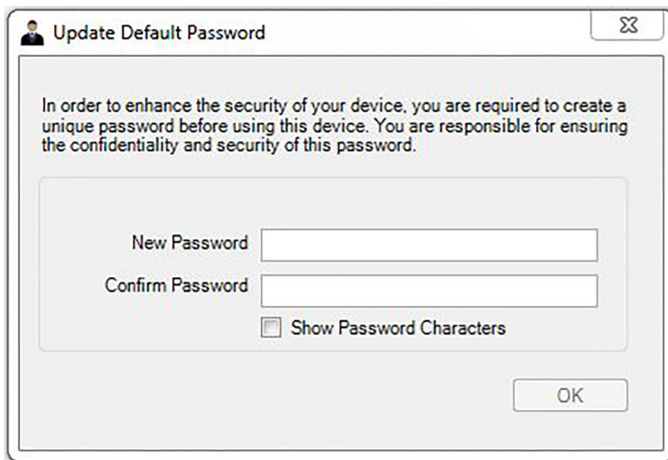 Update Default Password
In order to enhance the security of your device, you are required to create a
unique password before using this device. You are responsible for ensuring
the confidentiality and security of this password.
New Password
Confirm Password
Show Password Characters
OK